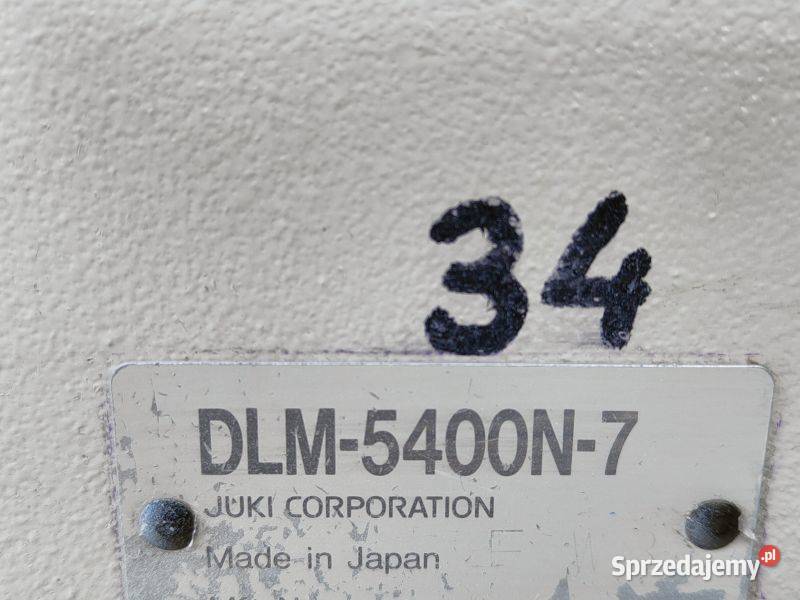 34
DLM-5400N-7
JUKI CORPORATION
Made in Japan
Sprzedajemy.pl